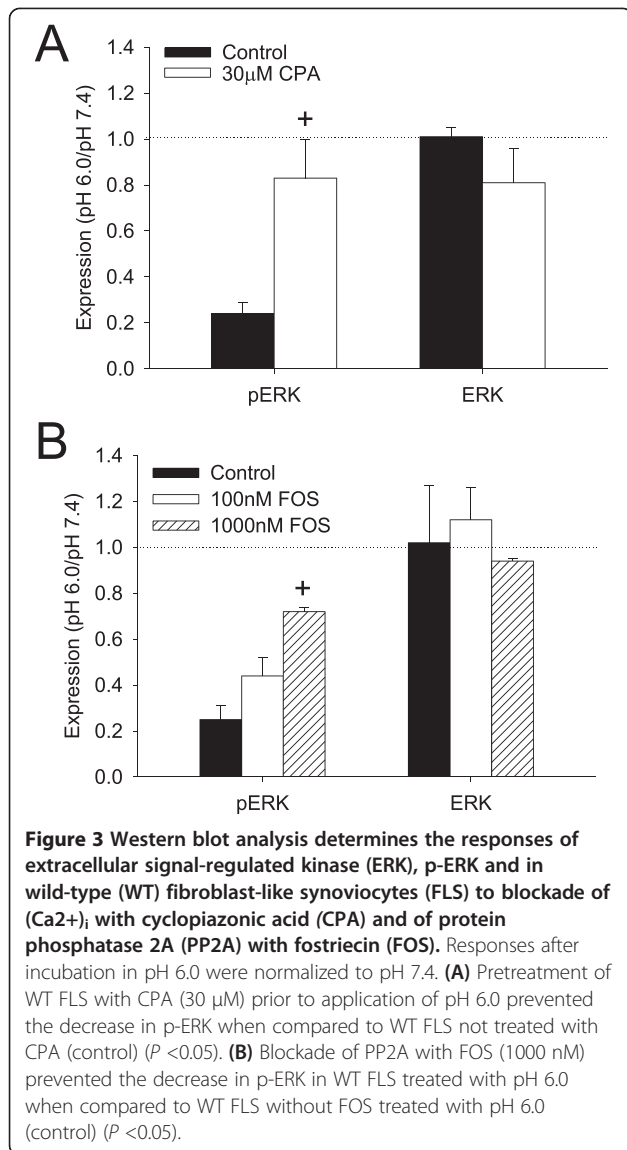 A
Control
30μM CPA
Expression (pH 6.0/pH 7.4)
1.4
1.2
1.0
0.8
0.6
0.4
0.2
0.0
+
pERK
ERK
B
Control
100nM FOS
1000nM FOS
Expression (pH 6.0/pH 7.4)
1.4
1.2
1.0
0.8
0.6
0.4
0.2
0.0
+
pERK
ERK
Figure 3 Western blot analysis determines the responses of
extracellular signal-regulated kinase (ERK), p-ERK and in
wild-type (WT) fibroblast-like synoviocytes (FLS) to blockade of
(Ca2+)i with cyclopiazonic acid (CPA) and of protein
phosphatase 2A (PP2A) with fostriecin (FOS). Responses after
incubation in pH 6.0 were normalized to pH 7.4. (A) Pretreatment of
WT FLS with CPA (30 μM) prior to application of pH 6.0 prevented
the decrease in p-ERK when compared to WT FLS not treated with
CPA (control) (P <0.05). (B) Blockade of PP2A with FOS (1000 nM)
prevented the decrease in p-ERK in WT FLS treated with pH 6.0
when compared to WT FLS without FOS treated with pH 6.0
(control) (P <0.05).